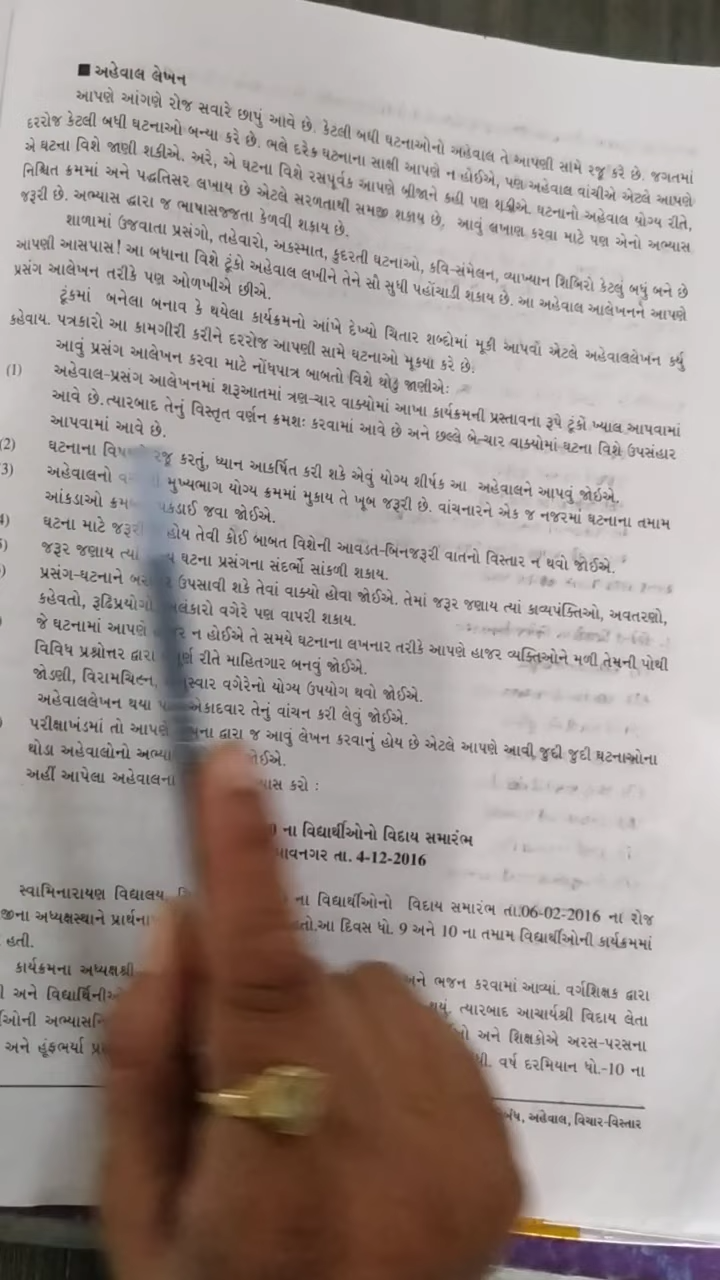 ■ અહેવાલ લેખન
આપણે આંગણે રોજ સવારે છાપું આવે છે. કેટલી બધી ઘટનાઓનો અહેવાલ તે આપણી સામે રજૂ કરે છે. જગતમાં
દરરોજ કેટલી બધી ઘટનાઓ બન્યા કરે છે. ભલે દરેક ઘટનાના સાક્ષી આપણે ન હોઈએ, પણ અહેવાલ વાંચીએ એટલે આપણે
એ ઘટના વિશે જાણી શકીએ. અરે, એ ઘટના વિશે રસપૂર્વક આપણે બીજાને કહી પણ શકીએ. ઘટનાનો અહેવાલ યોગ્ય રીતે,
નિશ્ચિત ક્રમમાં અને પદ્ધતિસર લખાય છે એટલે સરળતાથી સમજી શકાય છે, આવું લખાણ કરવા માટે પણ એનો અભ્યાસ
જરૂરી છે. અભ્યાસ દ્વારા જ ભાષાસજ્જતા કેળવી શકાય છે.
શાળામાં ઉજવાતા પ્રસંગો, તહેવારો, અકસ્માત, કુદરતી ઘટનાઓ, કવિ-સંમેલન, વ્યાખ્યાન શિબિરો કેટલું બધું બને છે
આપણી આસપાસ! આ બધાના વિશે ટૂંકો અહેવાલ લખીને તેને સૌ સુધી પહોંચાડી શકાય છે. આ અહેવાલ આલેખનને આપણે
પ્રસંગ આલેખન તરીકે પણ ઓળખીએ છીએ.
ટૂંકમાં બનેલા બનાવ કે થયેલા કાર્યક્રમનો આંખે દેખ્યો ચિતાર શબ્દોમાં મૂકી આપવો એટલે અહેવાલલેખન કર્યું
કહેવાય. પત્રકારો આ કામગીરી કરીને દરરોજ આપણી સામે ઘટનાઓ મૂક્યા કરે છે.
આવું પ્રસંગ આલેખન કરવા માટે નોંધપાત્ર બાબતો વિશે થોડું જાણીએ:
(1) અહેવાલ-પ્રસંગ આલેખનમાં શરૂઆતમાં ત્રણ-ચાર વાક્યોમાં આખા કાર્યક્રમની પ્રસ્તાવના રૂપે ટૂંકો ખ્યાલ આપવામાં
આવે છે.ત્યારબાદ તેનું વિસ્તૃત વર્ણન ક્રમશઃ કરવામાં આવે છે અને છલ્લે બે-ચાર વાક્યોમાં ઘટના વિશે ઉપસંહાર
આપવામાં આવે છે.
(2) ઘટનાના રજૂ કરતું, ધ્યાન આકર્ષિત કરી શકે એવું યોગ્ય શીર્ષક આ અહેવાલને આપવું જોઈએ.
3) અહેવાલનો મુખ્યભાગ યોગ્ય ક્રમમાં મુકાય તે ખૂબ જરૂરી છે. વાંચનારને એક જ નજરમાં ઘટનાના તમામ
આંકડાઓ પકડાઈ જવા જોઈએ.
ઘટના માટે હોય તેવી કોઈ બાબત વિશેની આવડત-બિનજરૂરી વાતનો વિસ્તાર ન થવો જોઈએ.
જરૂર જણાય ઘટના પ્રસંગના સંદર્ભો સાંકળી શકાય.
પ્રસંગ-ઘટનાને ઉપસાવી શકે તેવાં વાક્યો હોવા જોઈએ. તેમાં જરૂર જણાય ત્યાં કાવ્યપંક્તિઓ, અવતરણો,
કહેવતો, રૂઢિપ્રયોગો, અલંકારો વગેરે પણ વાપરી શકાય.
જે ઘટનામાં આપણે ન હોઈએ તે સમયે ઘટનાના લખનાર તરીકે આપણે હાજર વ્યક્તિઓને મળી તેમની પોથી
વિવિધ પ્રશ્નોત્તર દ્વારા રીતે માહિતગાર બનવું જોઈએ.
જોડણી, વિરામચિહ્ન, વગેરેનો યોગ્ય ઉપયોગ થવો જોઈએ.
અહેવાલલેખન થયા એકાદવાર તેનું વાંચન કરી લેવું જોઈએ.
પરીક્ષાખંડમાં તો આપણે દ્વારા જ આવું લેખન કરવાનું હોય છે એટલે આપણે આવી, જુદી જુદી ઘટનાઓના
થોડા અહેવાલોનો જોઈએ.
અહીં આપેલા અહેવાલના કરો :
ના વિદ્યાર્થીઓનો વિદાય સમારંભ
તા. 4-12-2016
સ્વામિનારાયણ વિદ્યાલય, ના વિદ્યાર્થીઓનો વિદાય સમારંભ તા.06-02-2016 ના રોજ
અધ્યક્ષસ્થાને હતો.આ દિવસ ધો. 9 અને 10 ના તમામ વિદ્યાર્થીઓની કાર્યક્રમમાં
હતી.
કાર્યક્રમના અધ્યક્ષશ્રી અને ભજન કરવામાં આવ્યાં. વર્ગશિક્ષક દ્વારા
અને થયું, ત્યારબાદ આચાર્યશ્રી વિદાય લેતા
અને શિક્ષકોએ અરસ-પરસના
અને હૂંફભર્યા વર્ષ દરમિયાન ધો.-10 ના
અહેવાલ, વિચાર-વિસ્તાર